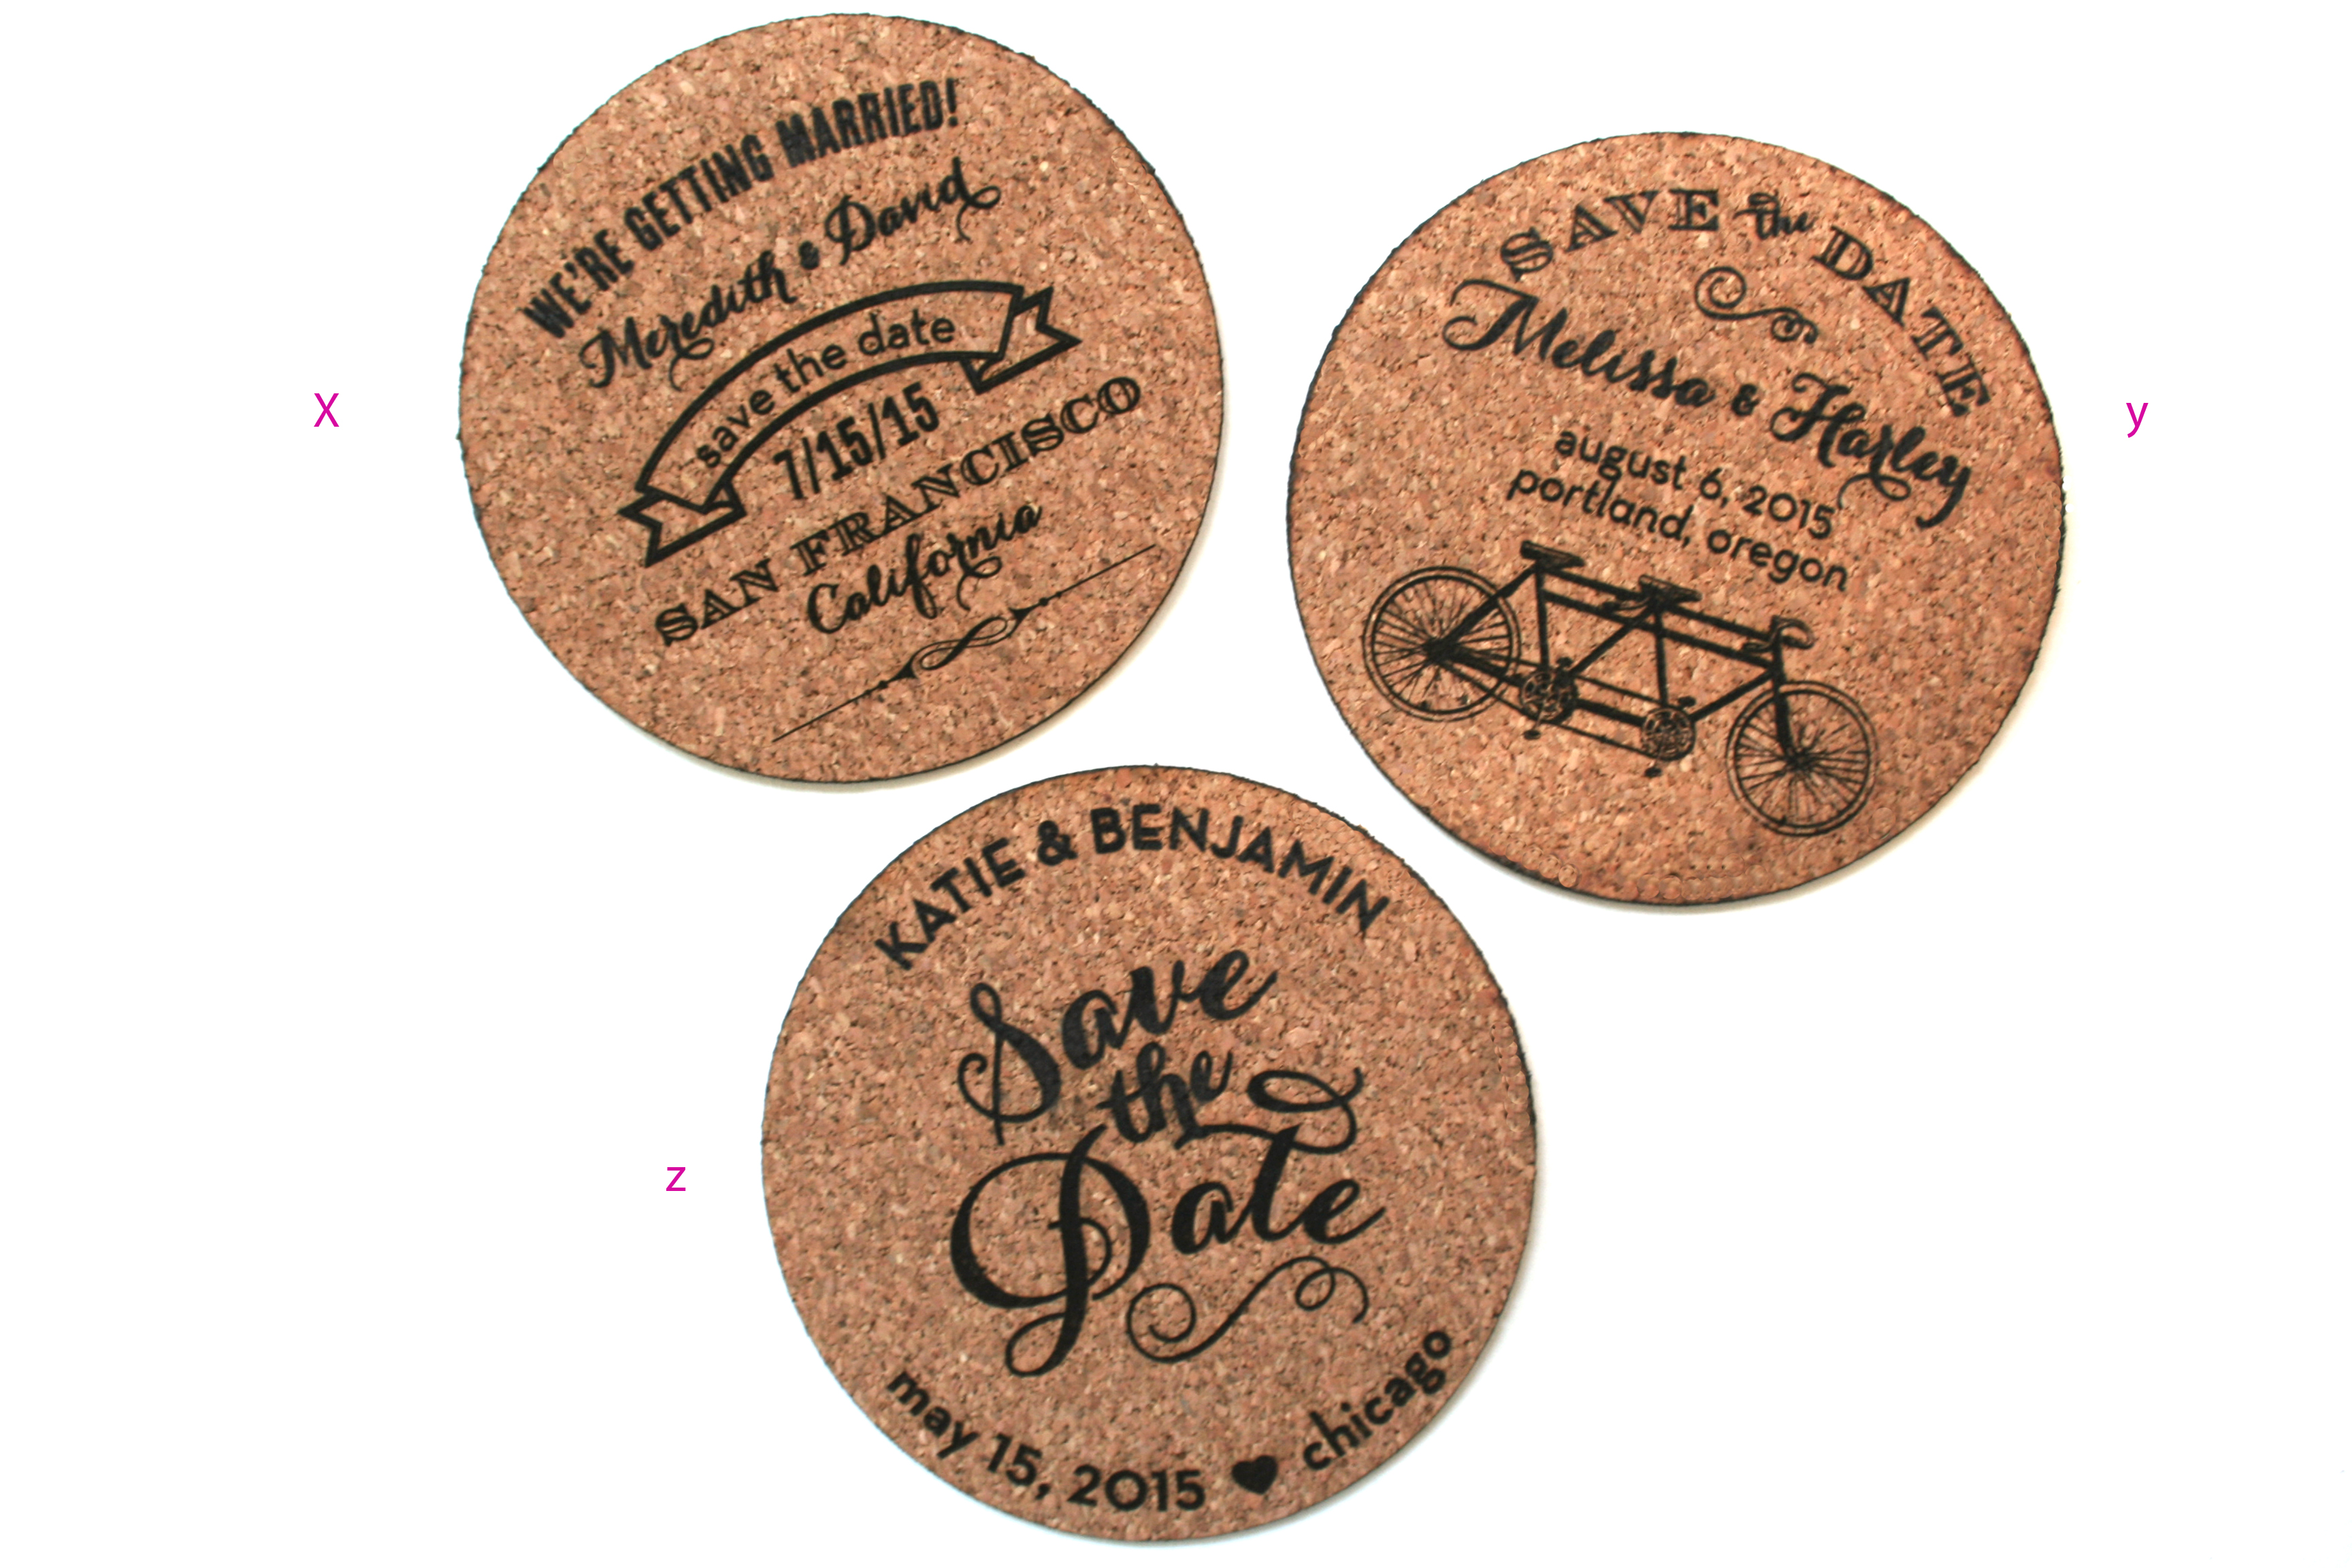 X
WE'RE GETTING MARRIED!
Meredith & David
save the date
7/15/15
SAN FRANCISCO
California
y
SAVE the DATE
Melissa & Harley
august 6, 2015
portland, oregon
z
KATIE & BENJAMIN
Save
the
Date
may 15, 2015 ♥ chicago